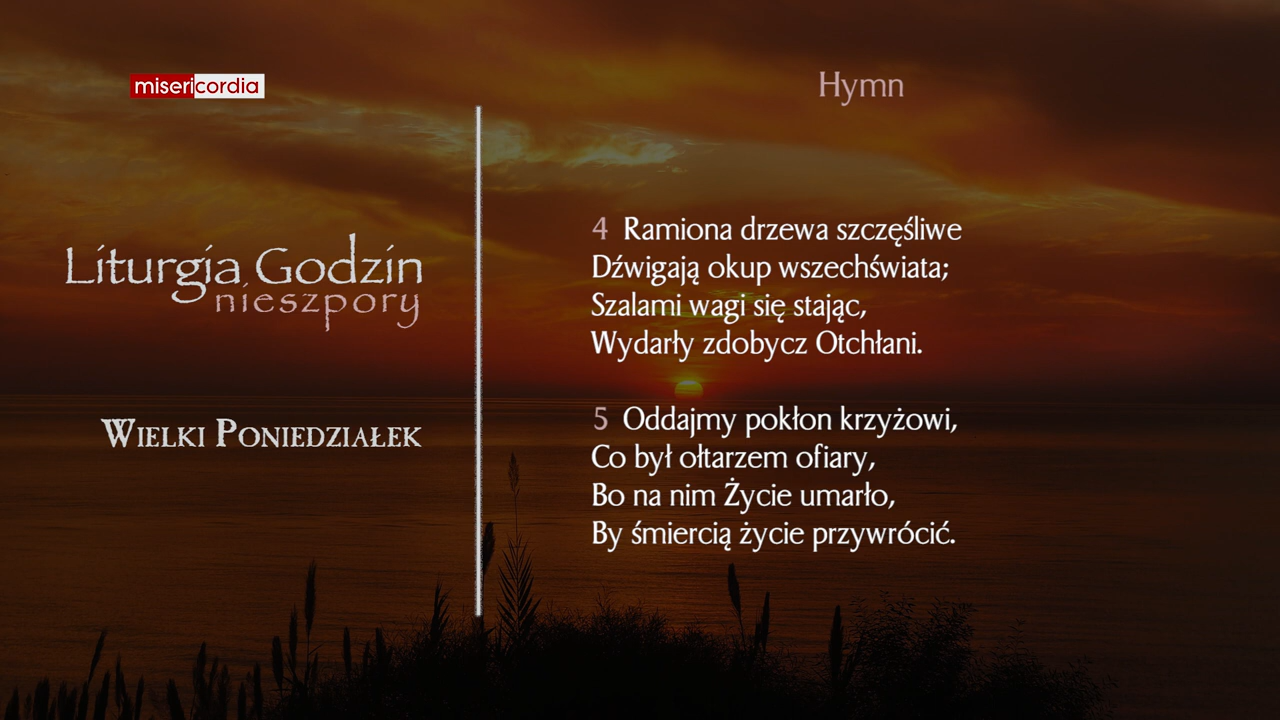 misericordia
Liturgia Godzin
nieszpory
Wielki Poniedziałek
Hymn
4 Ramiona drzewa szczęśliwe
Dźwigają okup wszechświata;
Szalami wagi się stając,
Wydarły zdobycz Otchłani.
5 Oddajmy pokłon krzyżowi,
Co był ołtarzem ofiary,
Bo na nim Życie umarło,
By śmiercią życie przywrócić.